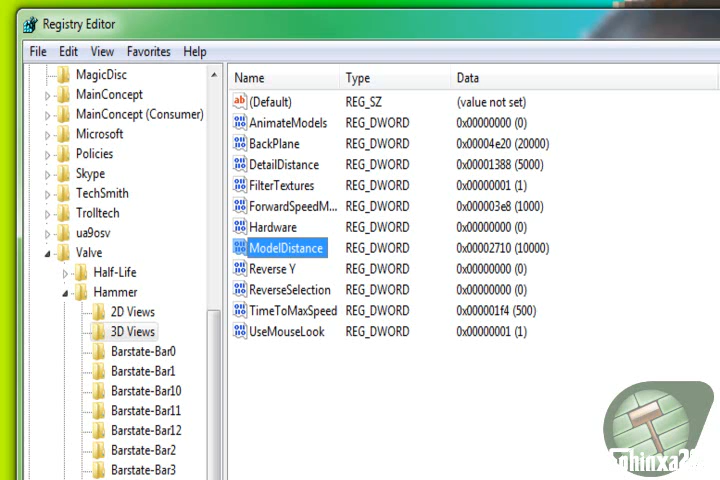 Registry Editor
File Edit View Favorites Help
MagicDisc
MainConcept
MainConcept (Consumer)
Microsoft
Policies
Skype
TechSmith
Trolltech
ua9osv
Valve
Half-Life
Hammer
2D Views
3D Views
Barstate-Bar0
Barstate-Bar1
Barstate-Bar10
Barstate-Bar11
Barstate-Bar12
Barstate-Bar2
Barstate-Bar3
Name Type Data
ab (Default) REG_SZ (value not set)
AnimateModels REG_DWORD 0x00000000 (0)
BackPlane REG_DWORD 0x00004e20 (20000)
DetailDistance REG_DWORD 0x00001388 (5000)
FilterTextures REG_DWORD 0x00000001 (1)
ForwardSpeedM... REG_DWORD 0x000003e8 (1000)
Hardware REG_DWORD 0x00000000 (0)
ModelDistance REG_DWORD 0x00002710 (10000)
Reverse Y REG_DWORD 0x00000000 (0)
ReverseSelection REG_DWORD 0x00000000 (0)
TimeToMaxSpeed REG_DWORD 0x000001f4 (500)
UseMouseLook REG_DWORD 0x00000001 (1)